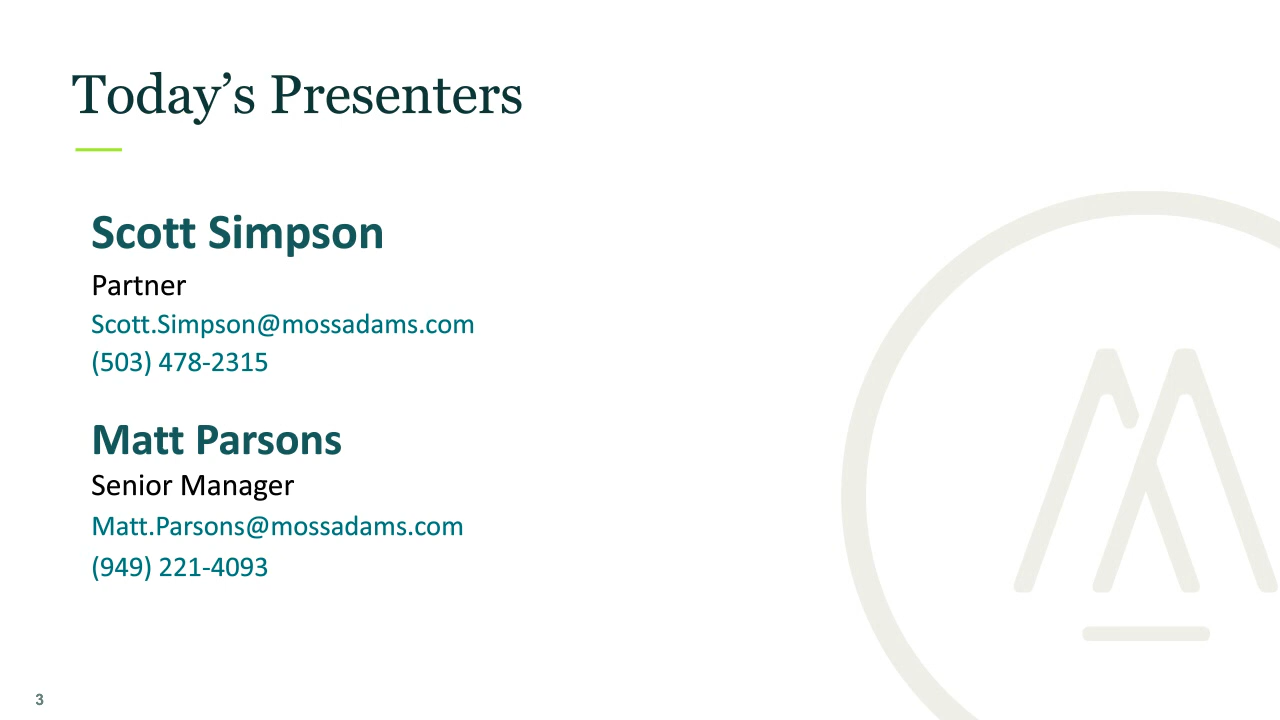 Today’s Presenters
Scott Simpson
Partner
Scott.Simpson@mossadams.com
(503) 478-2315
Matt Parsons
Senior Manager
Matt.Parsons@mossadams.com
(949) 221-4093
3